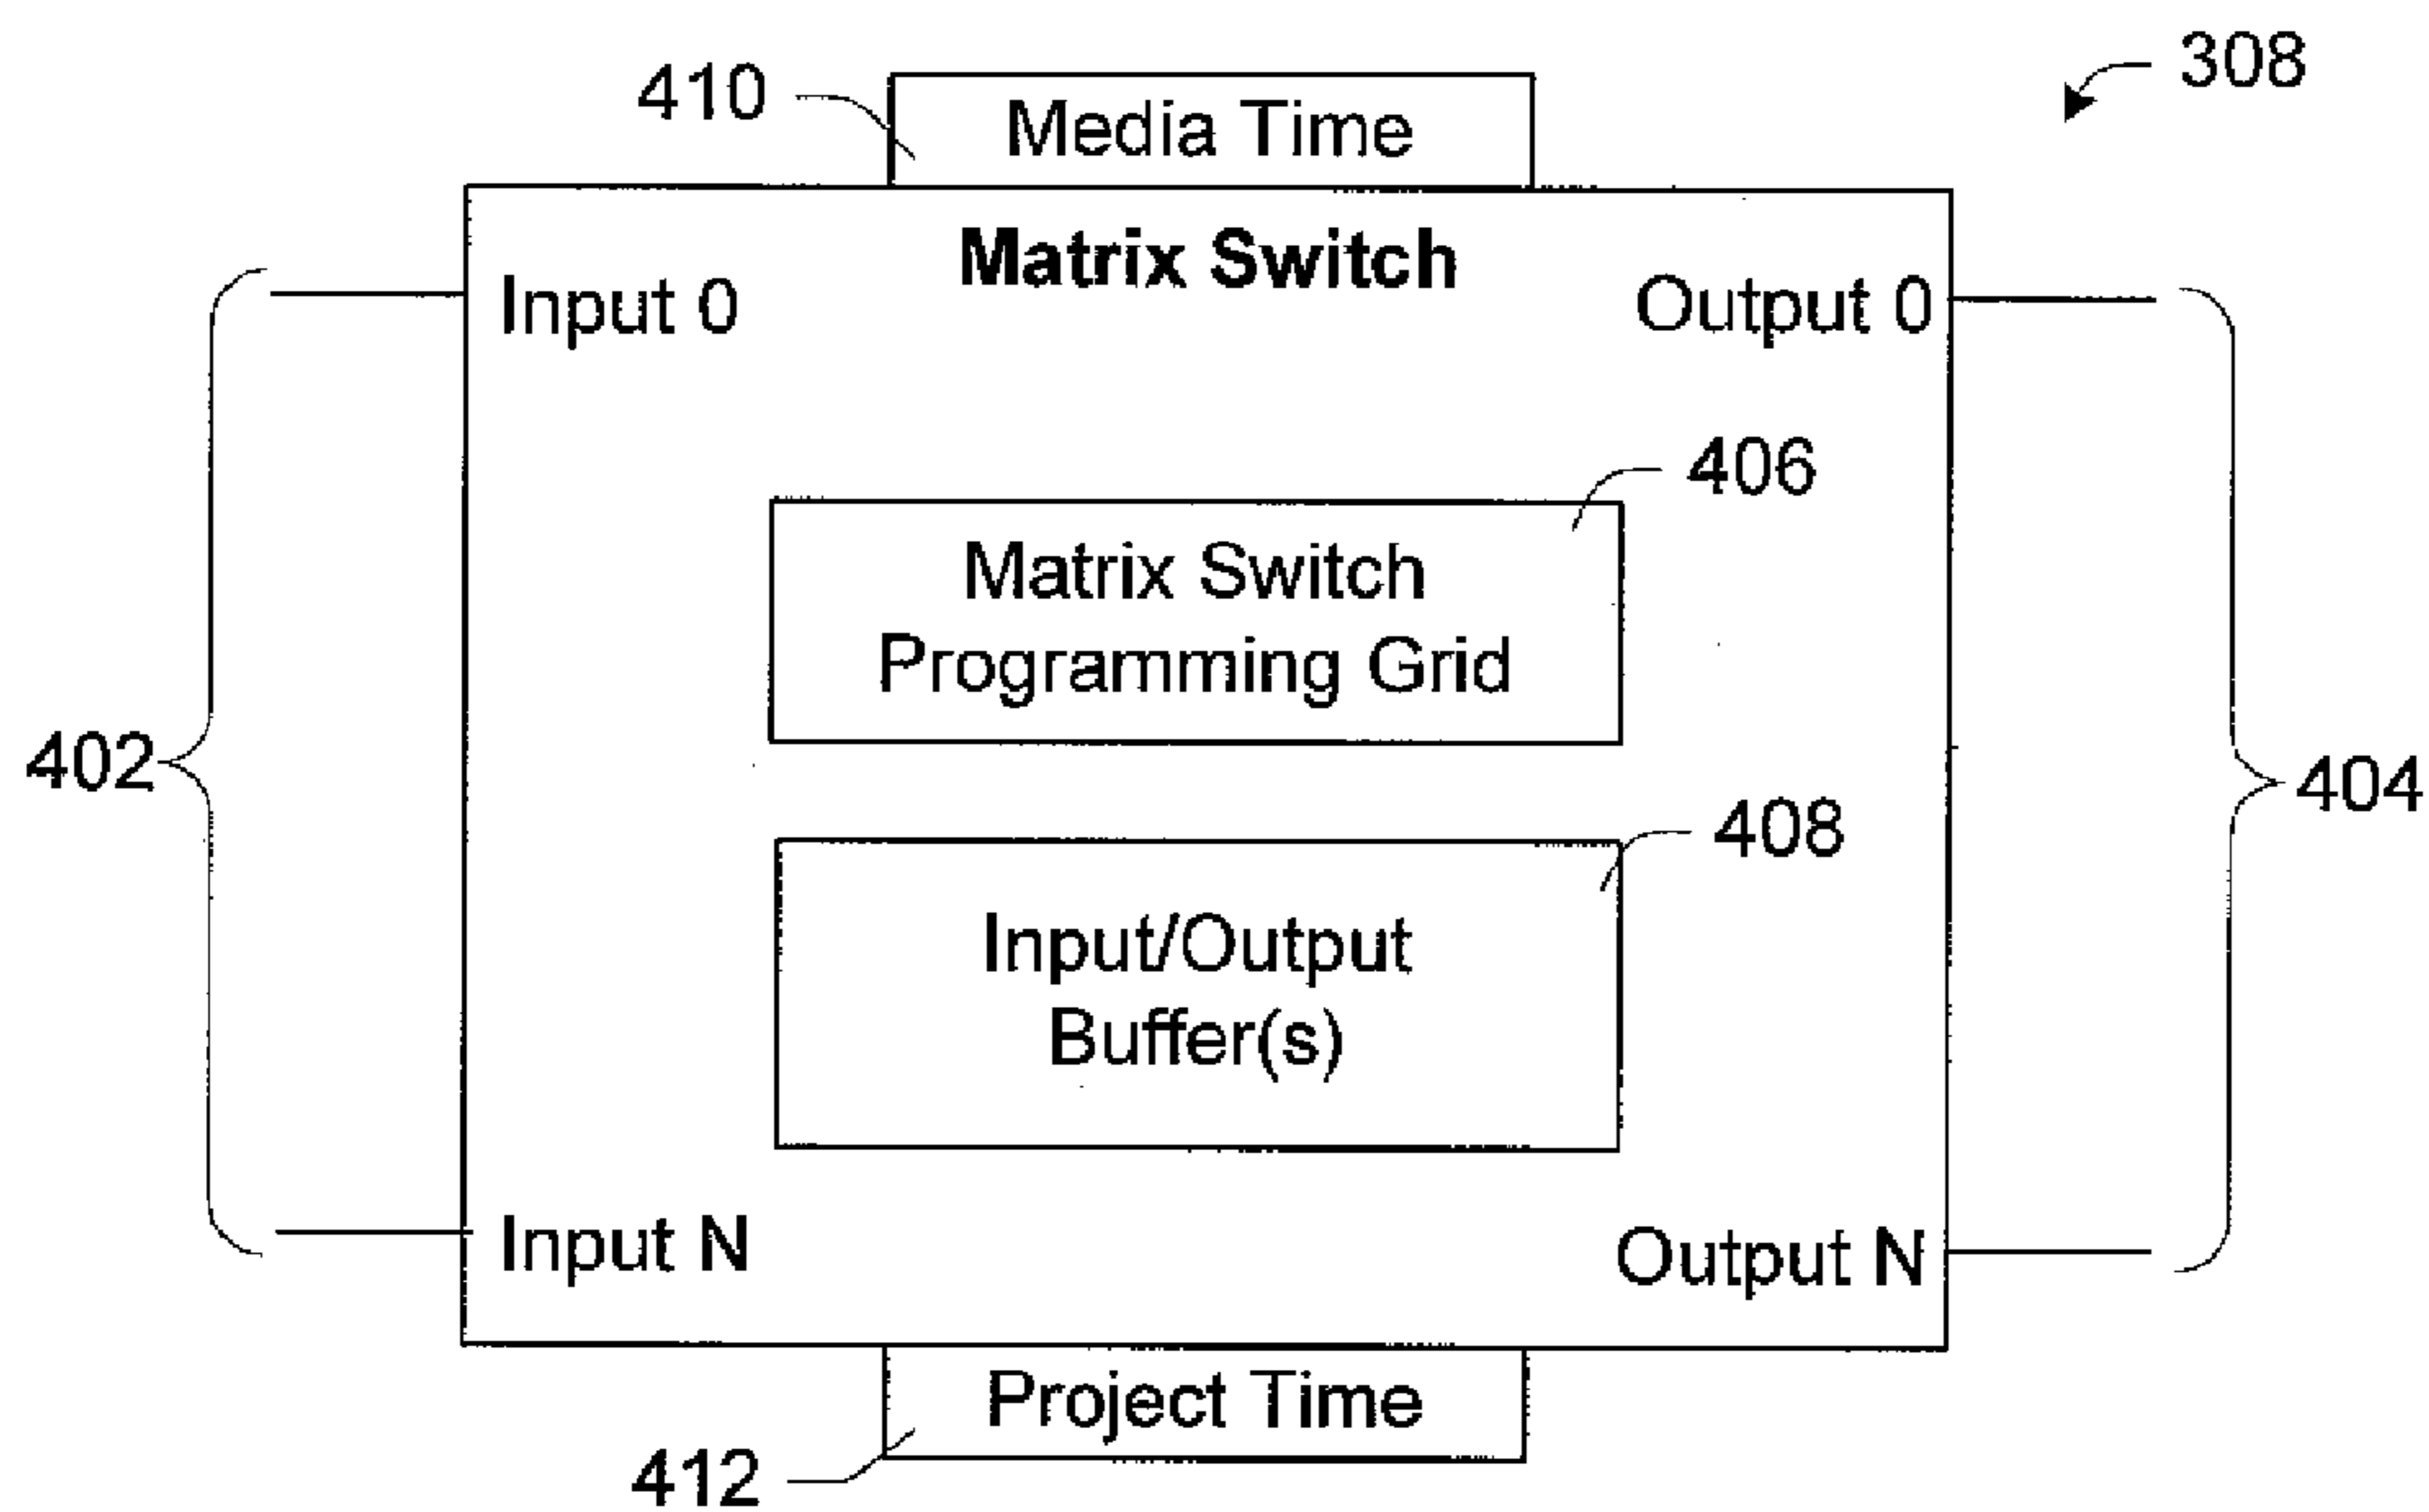 308
410
Media Time
Matrix Switch
Input 0
Output 0
406
Matrix Switch
Programming Grid
402
404
408
Input/Output
Buffer(s)
Input N
Output N
Project Time
412